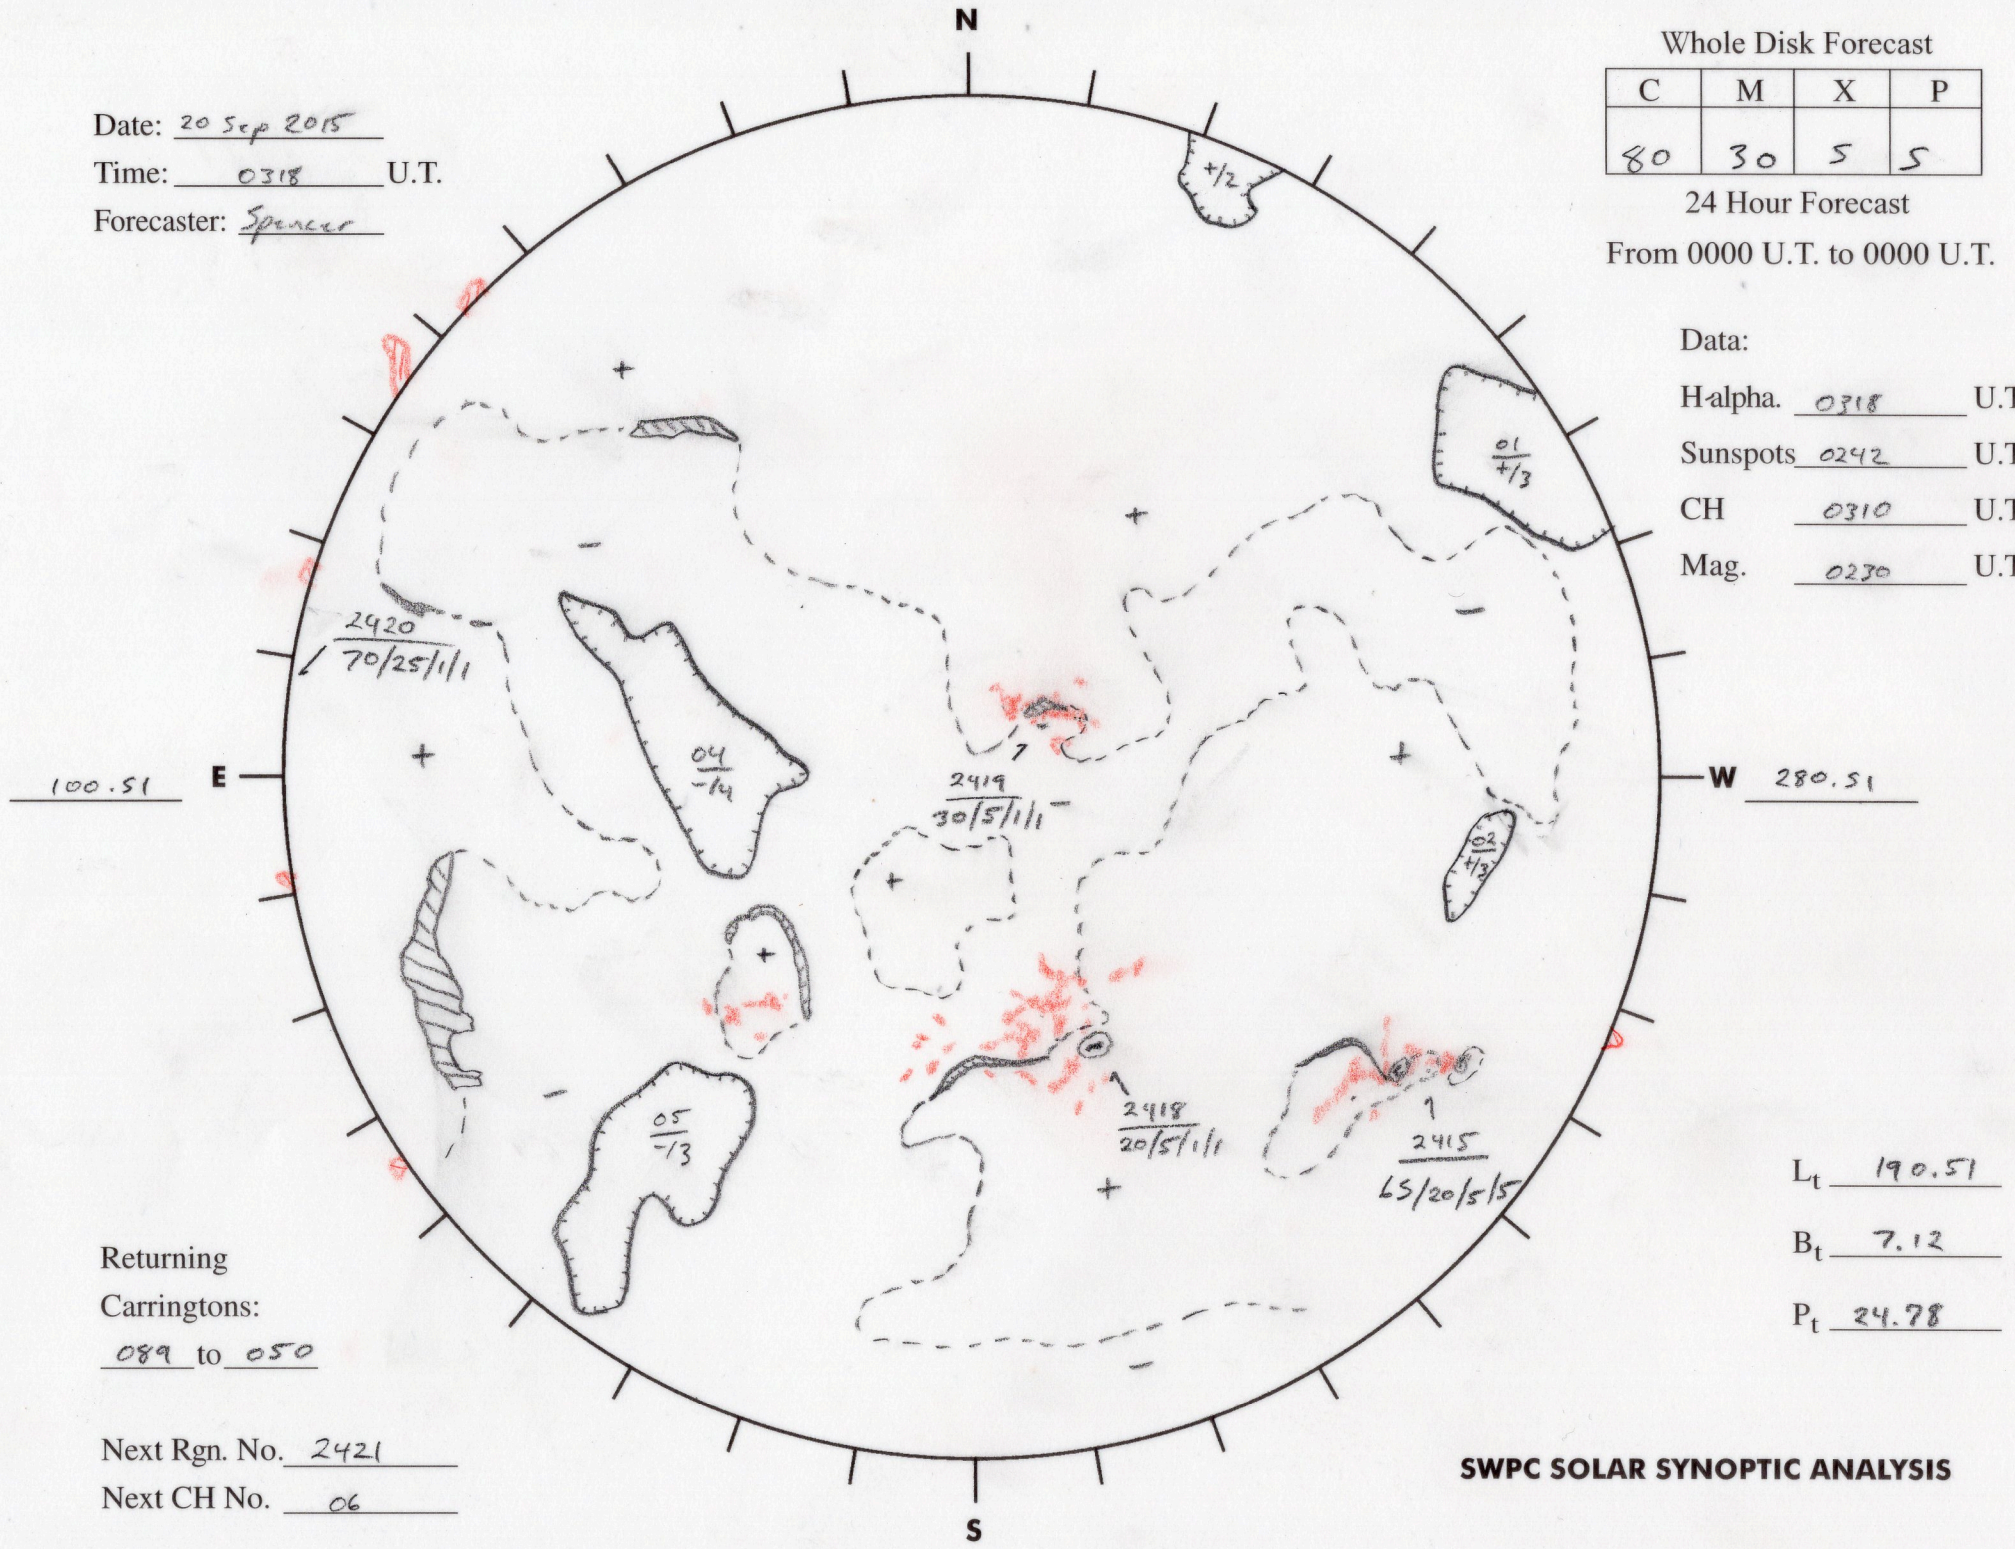 N
Date: 20 Sep 2015
Time: 0318 U.T.
Forecaster: Spencer
Whole Disk Forecast
C M X P
80 30 5 5
24 Hour Forecast
From 0000 U.T. to 0000 U.T.
Data:
H-alpha. 0318 U.T
Sunspots 0242 U.T
CH 0310 U.T
Mag. 0230 U.T
+/2
+
01
+/3
+
-
-
2420
70/25/1/1
+
04
-/4
2419
30/5/1/1
-
+
100.51 E
W 280.51
02
+/3
+
+
05
-/3
-
2418
20/5/1/1
2415
65/20/5/5
+
-
Lt 190.51
Bt 7.12
Pt 24.78
Returning
Carringtons:
089 to 050
Next Rgn. No. 2421
Next CH No. 06
SWPC SOLAR SYNOPTIC ANALYSIS
S